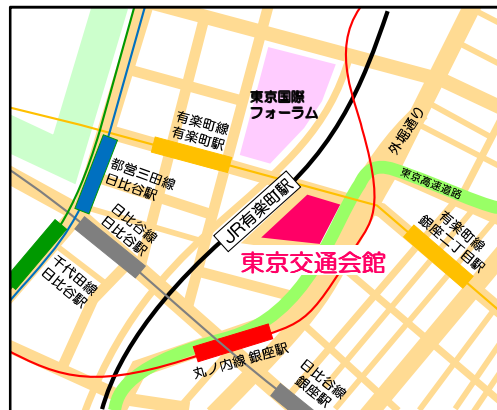 東京国際
フォーラム
外堀通り
有楽町線
有楽町駅
東京高速道路
都営三田線
日比谷駅
JR有楽町駅
日比谷線
日比谷駅
有楽町線
銀座二丁目駅
東京交通会館
千代田線
日比谷駅
丸ノ内線 銀座駅
日比谷線
銀座駅